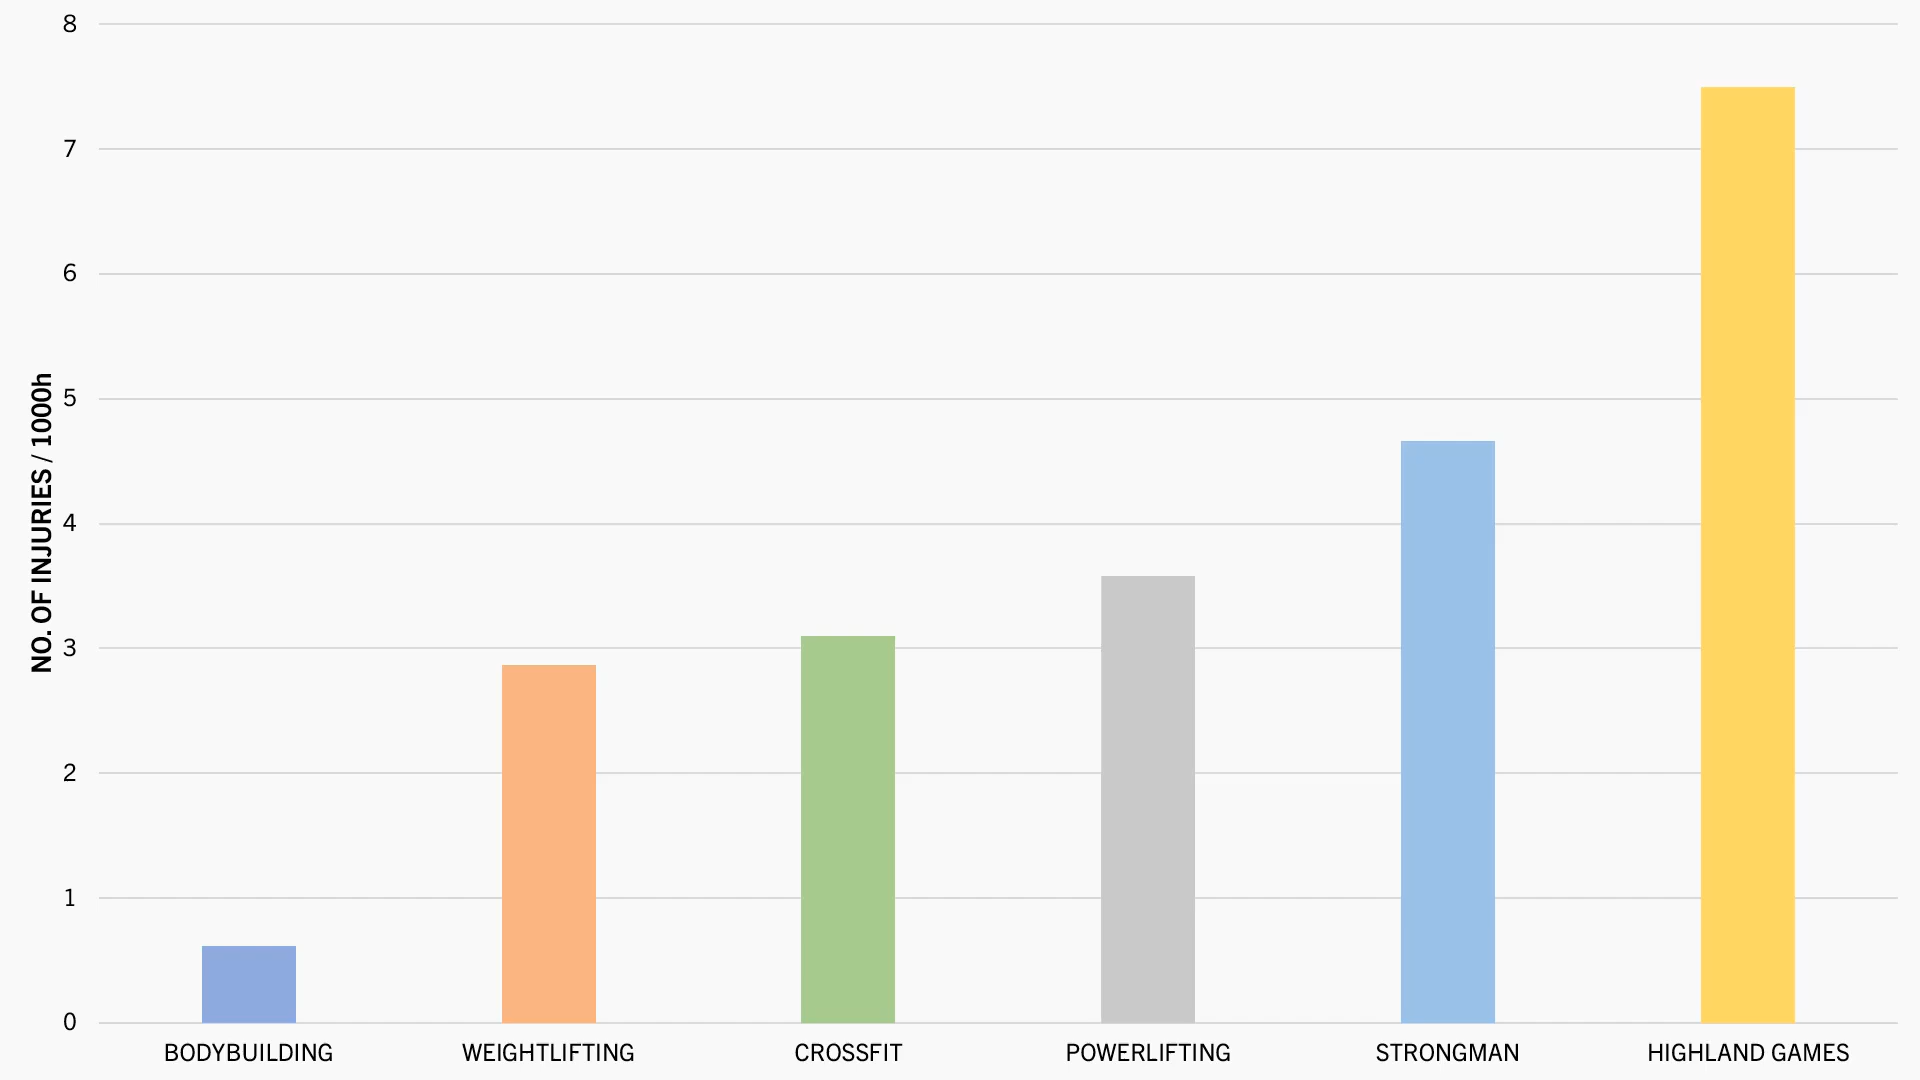 8
7
6
5
4
3
2
1
0
NO. OF INJURIES / 1000h
BODYBUILDING
WEIGHTLIFTING
CROSSFIT
POWERLIFTING
STRONGMAN
HIGHLAND GAMES